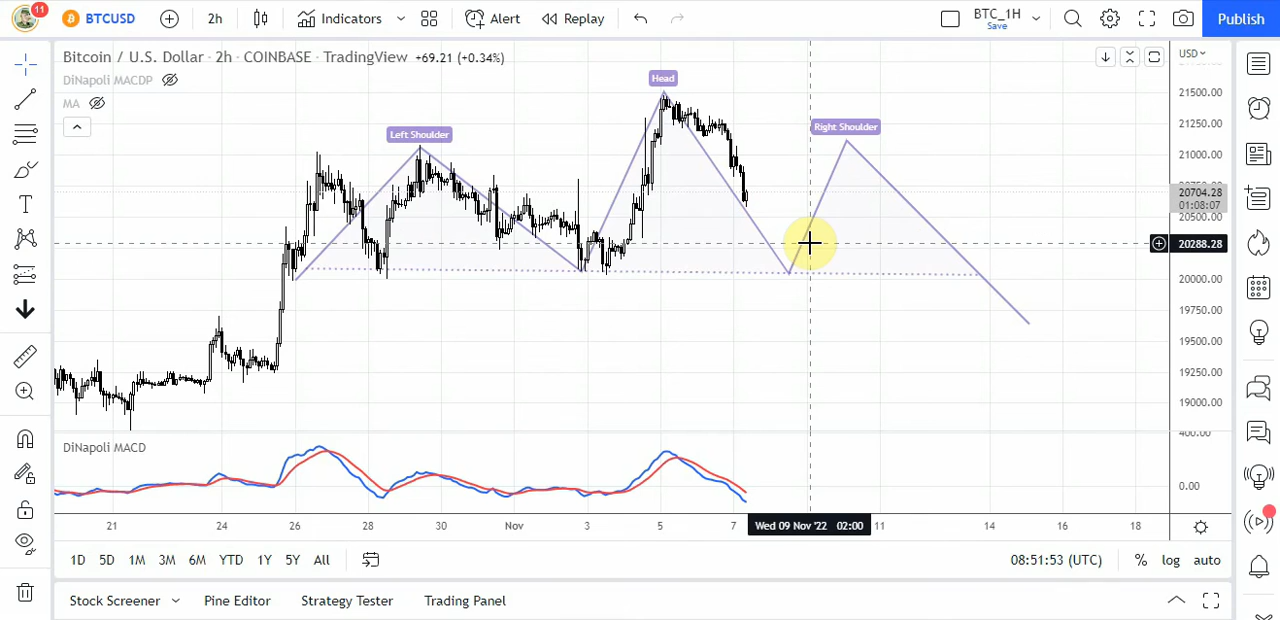 11
BTCUSD
2h
Indicators
Alert
Replay
BTC_1H
Save
Publish
Bitcoin / U.S. Dollar · 2h · COINBASE · TradingView +69.21 (+0.34%)
USD
DiNapoli MACDP
MA
Head
Left Shoulder
Right Shoulder
21500.00
21250.00
21000.00
20704.28
01:08:07
20500.00
20288.28
20000.00
19750.00
19500.00
19250.00
19000.00
DiNapoli MACD
400.00
0.00
21
24
26
28
30
Nov
3
5
7
Wed 09 Nov '22 02:00
11
14
16
18
1D 5D 1M 3M 6M YTD 1Y 5Y All
08:51:53 (UTC)
% log auto
Stock Screener
Pine Editor
Strategy Tester
Trading Panel